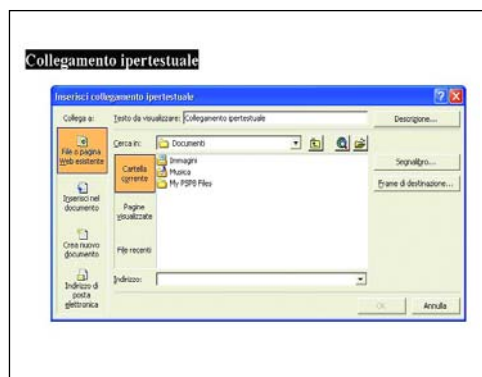 Collegamento ipertestuale
Inserisci collegamento ipertestuale
Collega a:
Testo da visualizzare: Collegamento ipertestuale
Descrizione...
File o pagina
Web esistente
Cerca in:
Documenti
Cartella
corrente
Immagini
Musica
My PSP8 Files
Segnalibro...
Frame di destinazione...
Inserisci nel
documento
Pagine
visualizzate
Crea nuovo
documento
File recenti
Indirizzo di
posta
elettronica
Indirizzo:
OK
Annulla